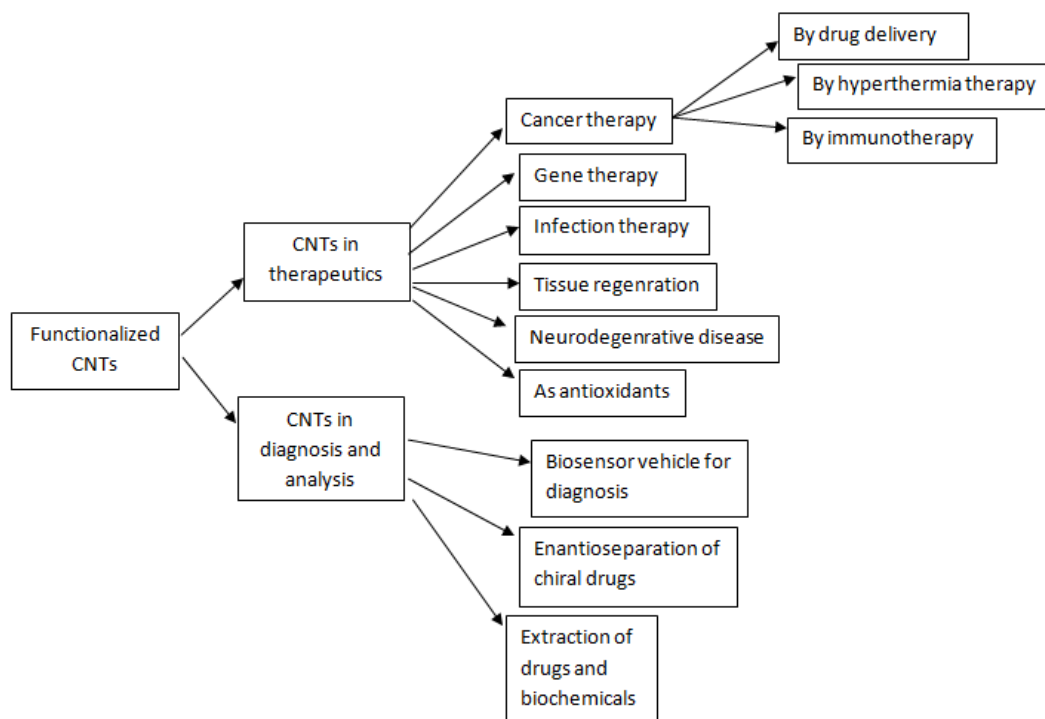 By drug delivery
By hyperthermia therapy
Cancer therapy
By immunotherapy
Gene therapy
Infection therapy
CNTs in
therapeutics
Tissue regenration
Functionalized
CNTs
Neurodegenrative disease
As antioxidants
CNTs in
diagnosis and
analysis
Biosensor vehicle for
diagnosis
Enantioseparation of
chiral drugs
Extraction of
drugs and
biochemicals